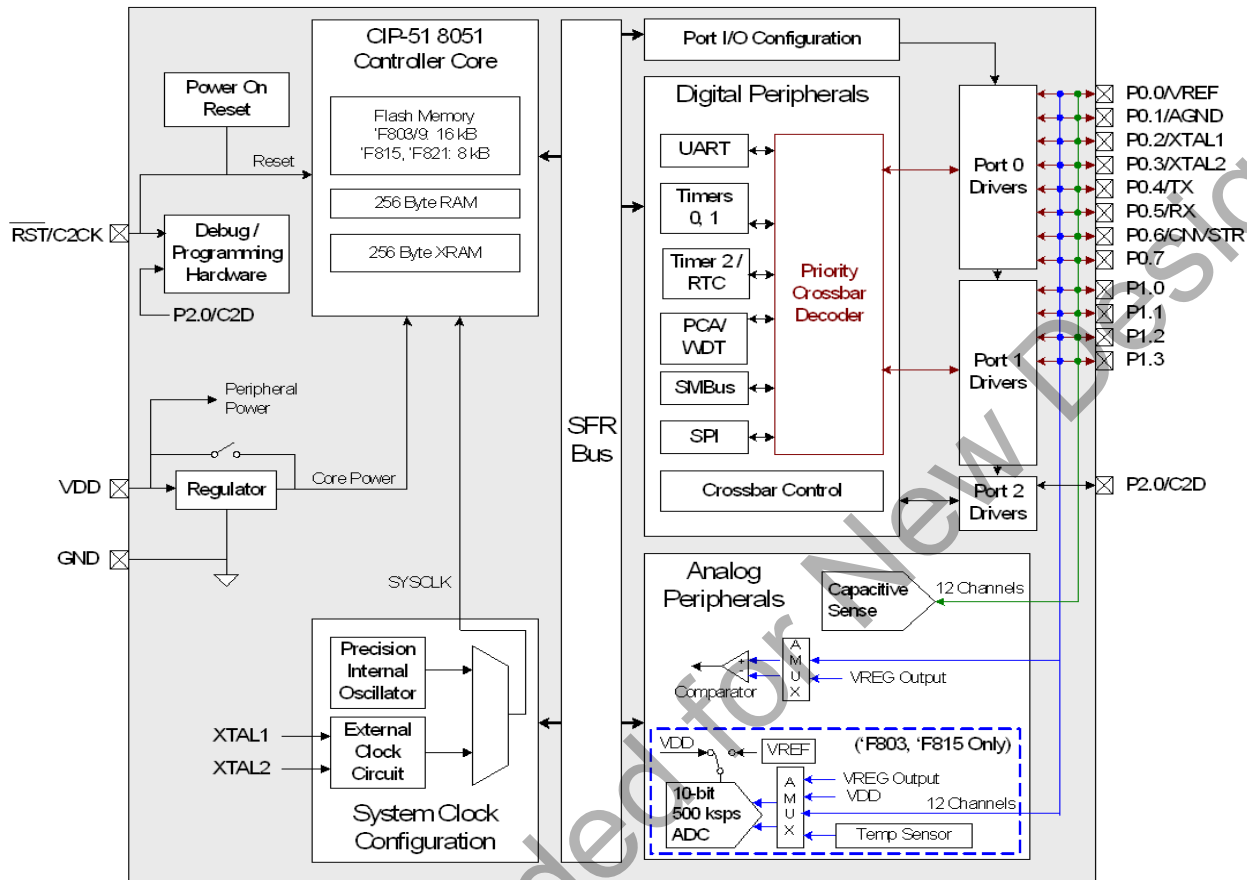 CIP-51 8051
Controller Core
Flash Memory
'F803/9: 16 kB
'F815, 'F821: 8 kB
256 Byte RAM
256 Byte XRAM
Power On
Reset
Reset
RST/C2CK
Debug /
Programming
Hardware
P2.0/C2D
Peripheral
Power
VDD
Regulator
Core Power
GND
SYSCLK
Precision
Internal
Oscillator
XTAL1
XTAL2
External
Clock
Circuit
System Clock
Configuration
SFR
Bus
Port I/O Configuration
Digital Peripherals
UART
Timers
0, 1
Timer 2 /
RTC
PCA/
WDT
SMBus
SPI
Priority
Crossbar
Decoder
Crossbar Control
Port 0
Drivers
Port 1
Drivers
Port 2
Drivers
P0.0/VREF
P0.1/AGND
P0.2/XTAL1
P0.3/XTAL2
P0.4/TX
P0.5/RX
P0.6/CNVSTR
P0.7
P1.0
P1.1
P1.2
P1.3
P2.0/C2D
Analog
Peripherals
Capacitive
Sense
12 Channels
AMUX
Comparator
+
-
VREG Output
('F803, 'F815 Only)
VDD
VREF
10-bit
500 ksps
ADC
AMUX
VREG Output
VDD
12 Channels
Temp Sensor
for New Desig